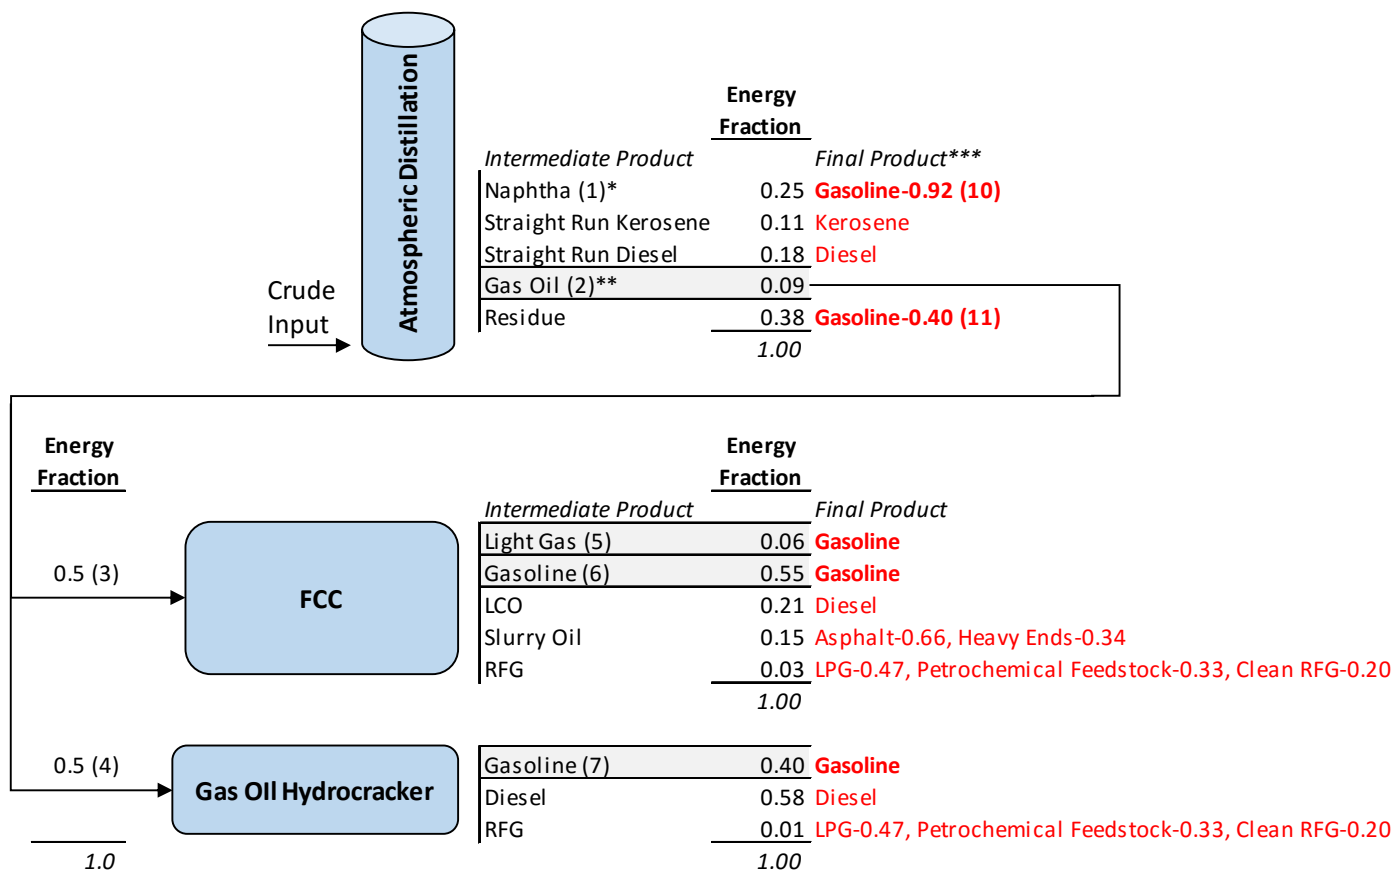 Atmospheric Distillation
Crude
Input
Energy
Fraction
Intermediate Product Final Product***
Naphtha (1)* 0.25 Gasoline-0.92 (10)
Straight Run Kerosene 0.11 Kerosene
Straight Run Diesel 0.18 Diesel
Gas Oil (2)** 0.09
Residue 0.38 Gasoline-0.40 (11)
1.00
Energy
Fraction
Energy
Fraction
Intermediate Product Final Product
0.5 (3)
FCC
Light Gas (5) 0.06 Gasoline
Gasoline (6) 0.55 Gasoline
LCO 0.21 Diesel
Slurry Oil 0.15 Asphalt-0.66, Heavy Ends-0.34
RFG 0.03 LPG-0.47, Petrochemical Feedstock-0.33, Clean RFG-0.20
1.00
0.5 (4)
Gas OIl Hydrocracker
Gasoline (7) 0.40 Gasoline
Diesel 0.58 Diesel
RFG 0.01 LPG-0.47, Petrochemical Feedstock-0.33, Clean RFG-0.20
1.0 1.00